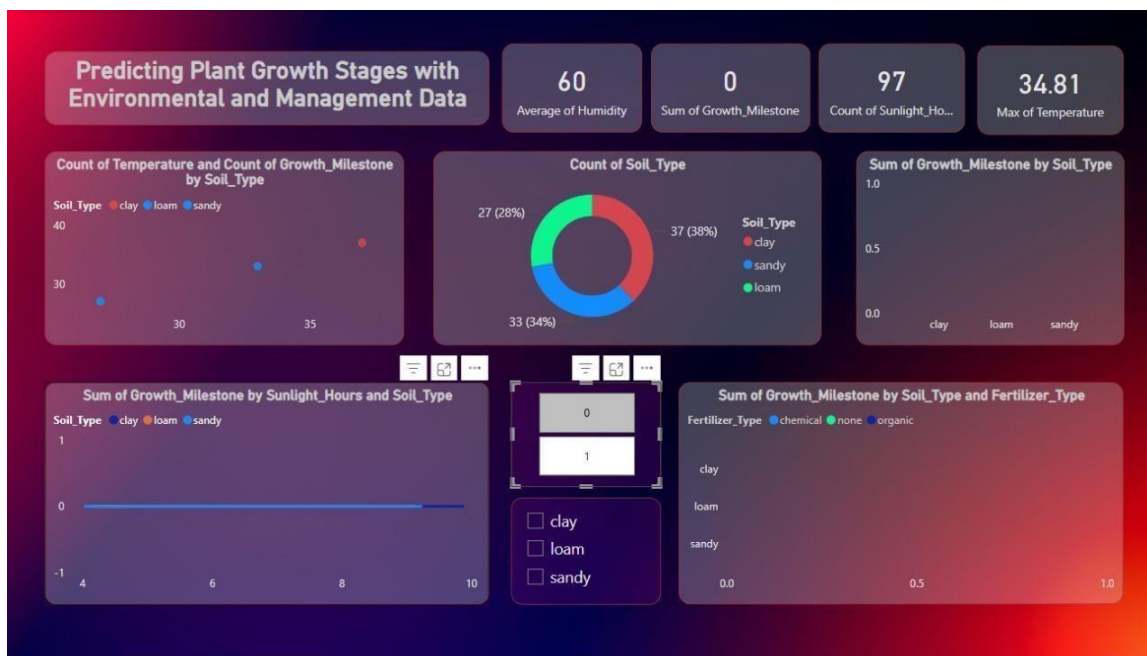 Predicting Plant Growth Stages with
Environmental and Management Data
60
Average of Humidity
0
Sum of Growth_Milestone
97
Count of Sunlight_Ho...
34.81
Max of Temperature
Count of Temperature and Count of Growth_Milestone
by Soil_Type
Soil_Type clay loam sandy
40
30
30 35
Count of Soil_Type
27 (28%)
37 (38%)
33 (34%)
Soil_Type
clay
sandy
loam
Sum of Growth_Milestone by Soil_Type
1.0
0.5
0.0
clay loam sandy
Sum of Growth_Milestone by Sunlight_Hours and Soil_Type
Soil_Type clay loam sandy
1
0
-1
4 6 8 10
0
1
clay
loam
sandy
Sum of Growth_Milestone by Soil_Type and Fertilizer_Type
Fertilizer_Type chemical none organic
clay
loam
sandy
0.0 0.5 1.0